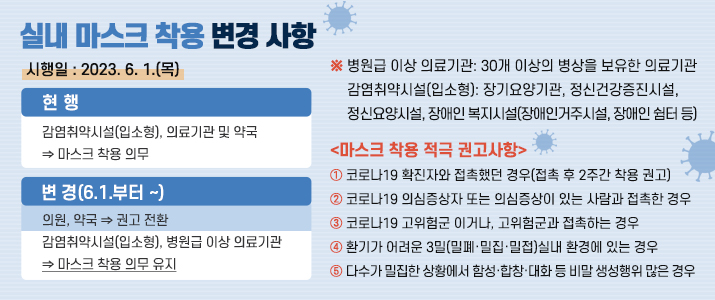 실내 마스크 착용 변경 사항
시행일 : 2023. 6. 1.(목)
현 행
감염취약시설(입소형), 의료기관 및 약국
⇒ 마스크 착용 의무
변 경(6.1.부터 ~)
의원, 약국 ⇒ 권고 전환
감염취약시설(입소형), 병원급 이상 의료기관
⇒ 마스크 착용 의무 유지
※ 병원급 이상 의료기관: 30개 이상의 병상을 보유한 의료기관
감염취약시설(입소형): 장기요양기관, 정신건강증진시설,
정신요양시설, 장애인 복지시설(장애인거주시설, 장애인 쉼터 등)
<마스크 착용 적극 권고사항>
① 코로나19 확진자와 접촉했던 경우(접촉 후 2주간 착용 권고)
② 코로나19 의심증상자 또는 의심증상이 있는 사람과 접촉한 경우
③ 코로나19 고위험군 이거나, 고위험군과 접촉하는 경우
④ 환기가 어려운 3밀(밀폐·밀집·밀접)실내 환경에 있는 경우
⑤ 다수가 밀집한 상황에서 함성·합창·대화 등 비말 생성행위 많은 경우